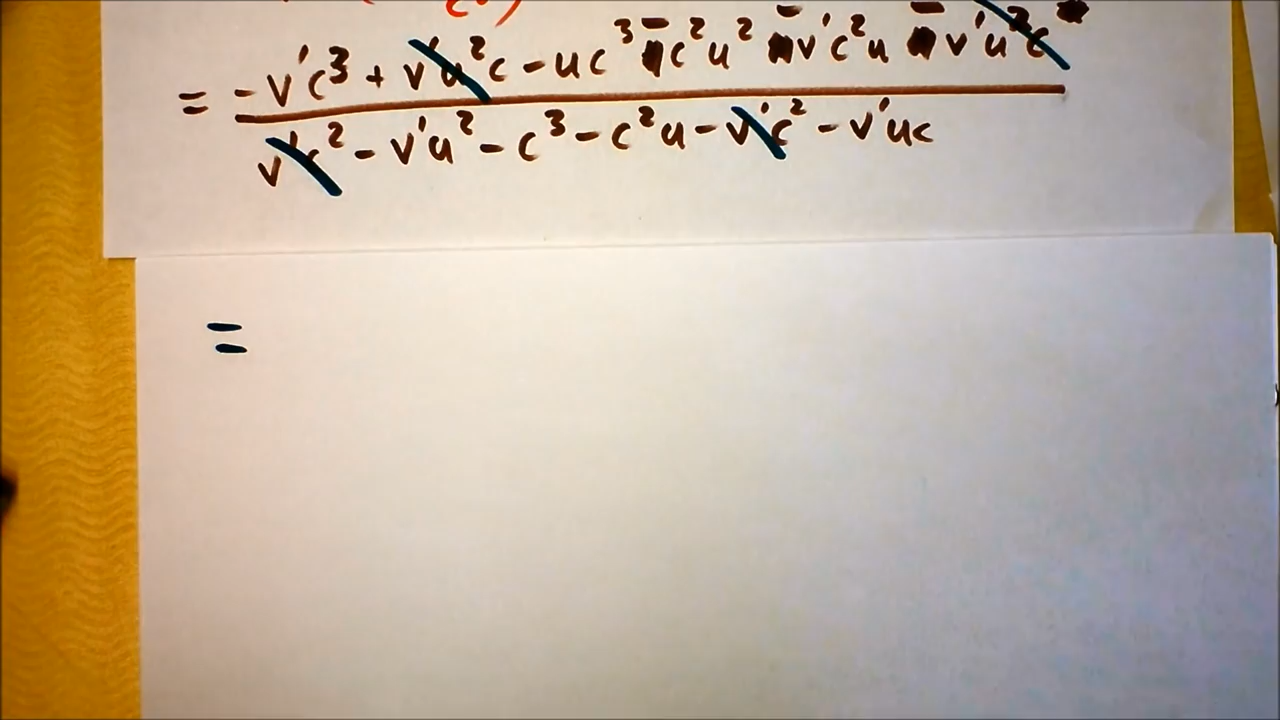 = -v'c³ + v'u²c - uc³ - c²u² - v'c²u - v'u²c
v'c² - v'u² - c³ - c²u - v'c² - v'uc
=